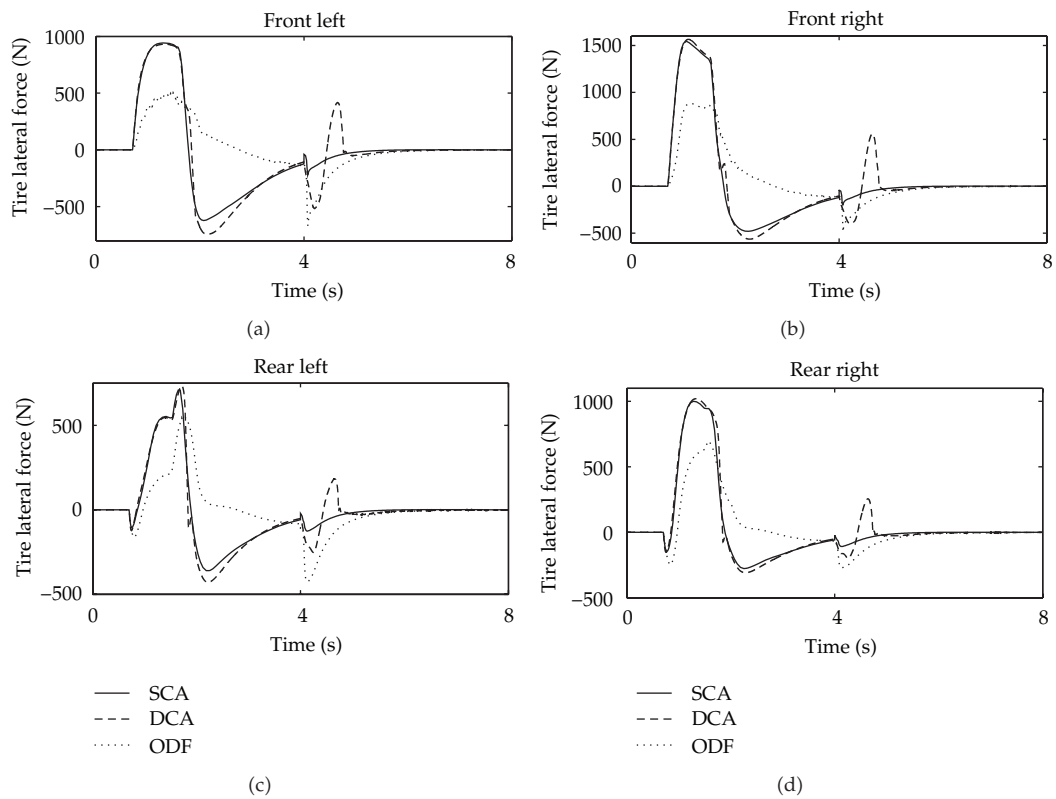 Front left
Tire lateral force (N)
1000
500
0
−500
0
4
8
Time (s)
(a)
Front right
Tire lateral force (N)
1500
1000
500
0
−500
0
4
8
Time (s)
(b)
Rear left
Tire lateral force (N)
500
0
−500
0
4
8
Time (s)
SCA
DCA
ODF
(c)
Rear right
Tire lateral force (N)
1000
500
0
−500
0
4
8
Time (s)
SCA
DCA
ODF
(d)